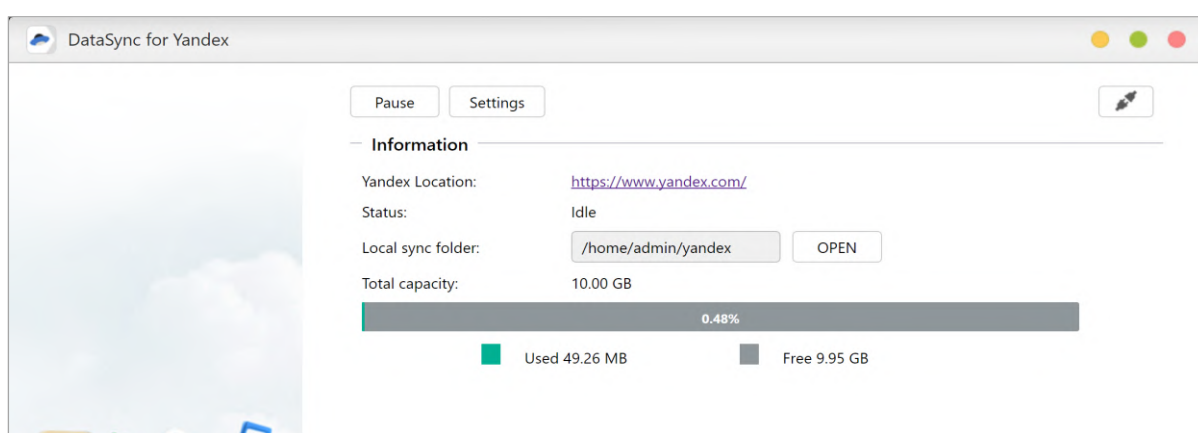 DataSync for Yandex
Pause Settings
Information
Yandex Location: https://www.yandex.com/
Status: Idle
Local sync folder: /home/admin/yandex OPEN
Total capacity: 10.00 GB
0.48%
Used 49.26 MB Free 9.95 GB